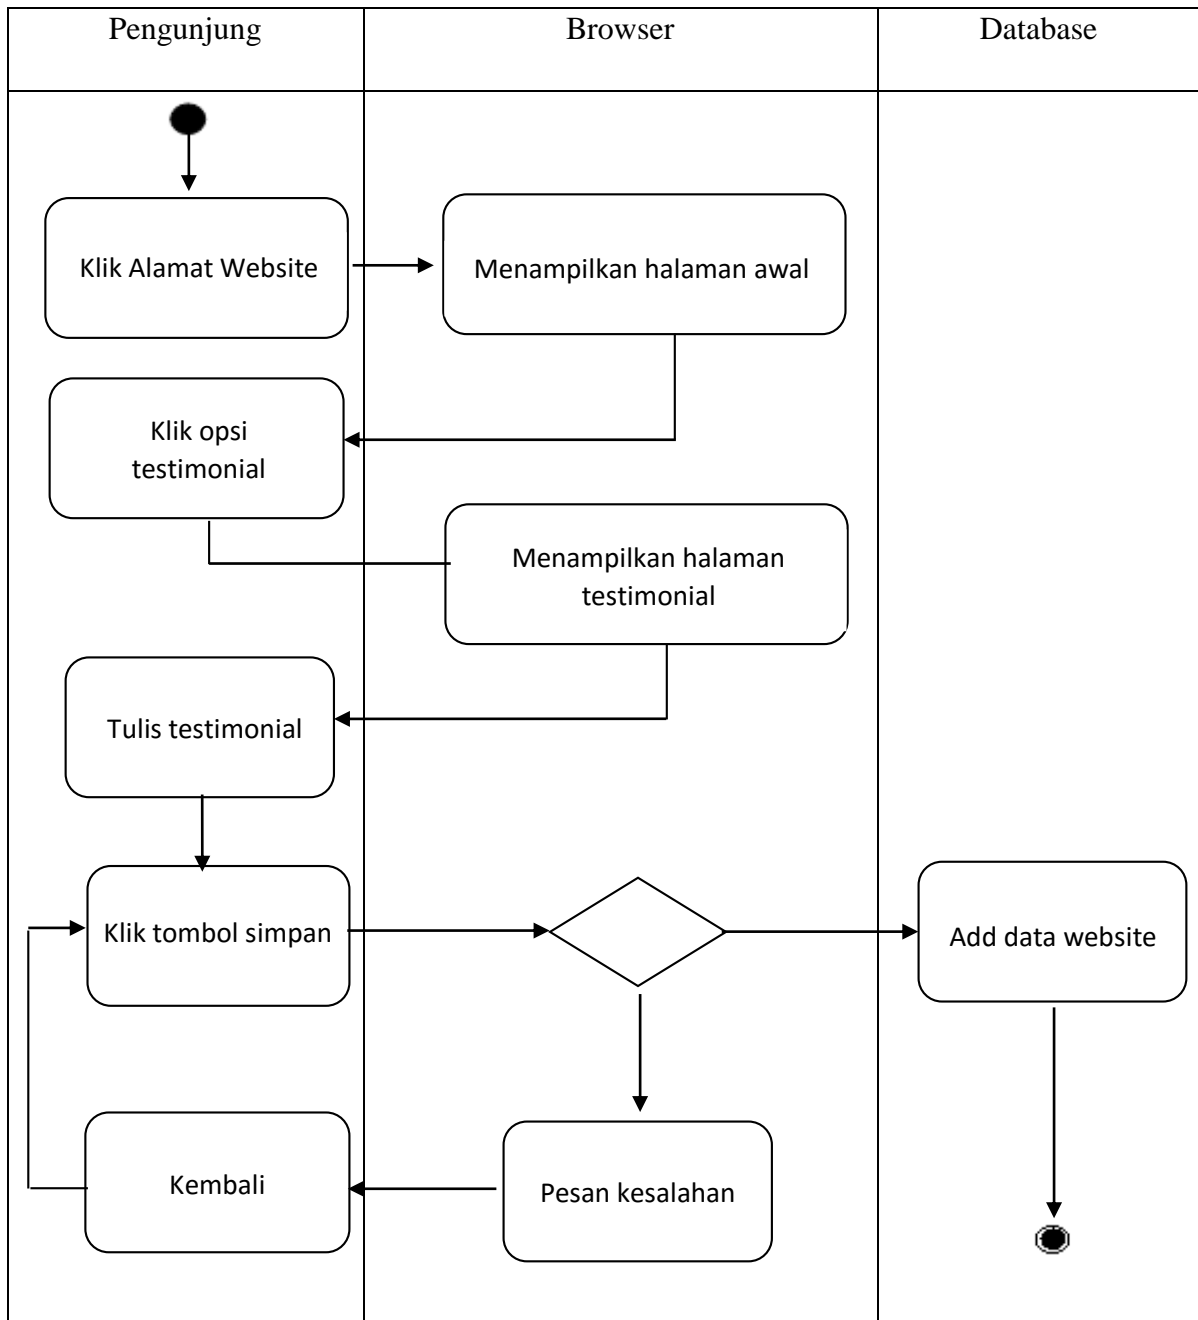 Pengunjung
Browser
Database
Klik Alamat Website
Menampilkan halaman awal
Klik opsi
testimonial
Menampilkan halaman
testimonial
Tulis testimonial
Klik tombol simpan
Add data website
Kembali
Pesan kesalahan